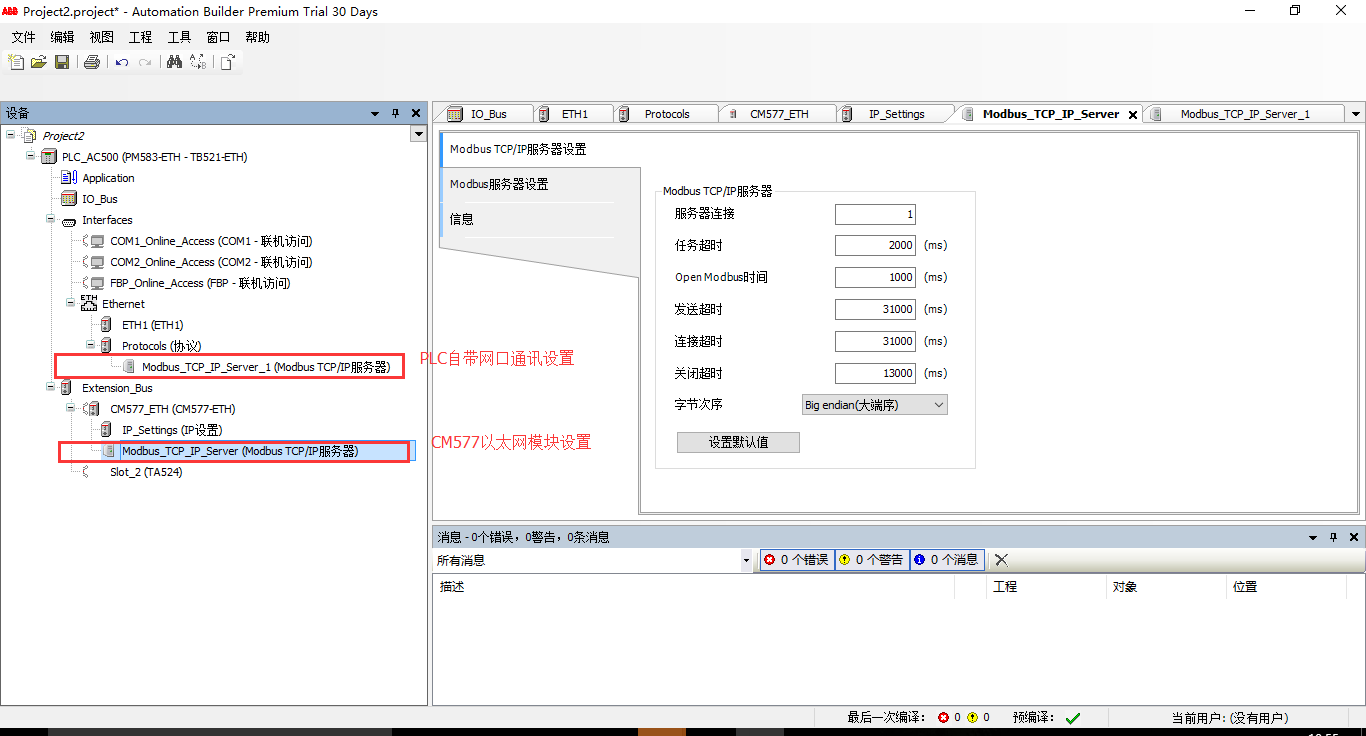 ABB Project2.project* - Automation Builder Premium Trial 30 Days
文件 编辑 视图 工程 工具 窗口 帮助
设备
Project2
PLC_AC500 (PM583-ETH - TB521-ETH)
Application
IO_Bus
Interfaces
COM1_Online_Access (COM1 - 联机访问)
COM2_Online_Access (COM2 - 联机访问)
FBP_Online_Access (FBP - 联机访问)
ETH Ethernet
ETH1 (ETH1)
Protocols (协议)
Modbus_TCP_IP_Server_1 (Modbus TCP/IP服务器)
PLC自带网口通讯设置
Extension_Bus
CM577_ETH (CM577-ETH)
IP_Settings (IP设置)
Modbus_TCP_IP_Server (Modbus TCP/IP服务器)
CM577以太网模块设置
Slot_2 (TA524)
IO_Bus ETH1 Protocols CM577_ETH IP_Settings Modbus_TCP_IP_Server Modbus_TCP_IP_Server_1
Modbus TCP/IP服务器设置
Modbus服务器设置
信息
Modbus TCP/IP服务器
服务器连接 1
任务超时 2000 (ms)
Open Modbus时间 1000 (ms)
发送超时 31000 (ms)
连接超时 31000 (ms)
关闭超时 13000 (ms)
字节次序 Big endian(大端序)
设置默认值
消息 - 0个错误，0警告，0条消息
所有消息 0 个错误 0 个警告 0 个消息
描述 工程 对象 位置
最后一次编译： 0 0 预编译： 当前用户: (没有用户)